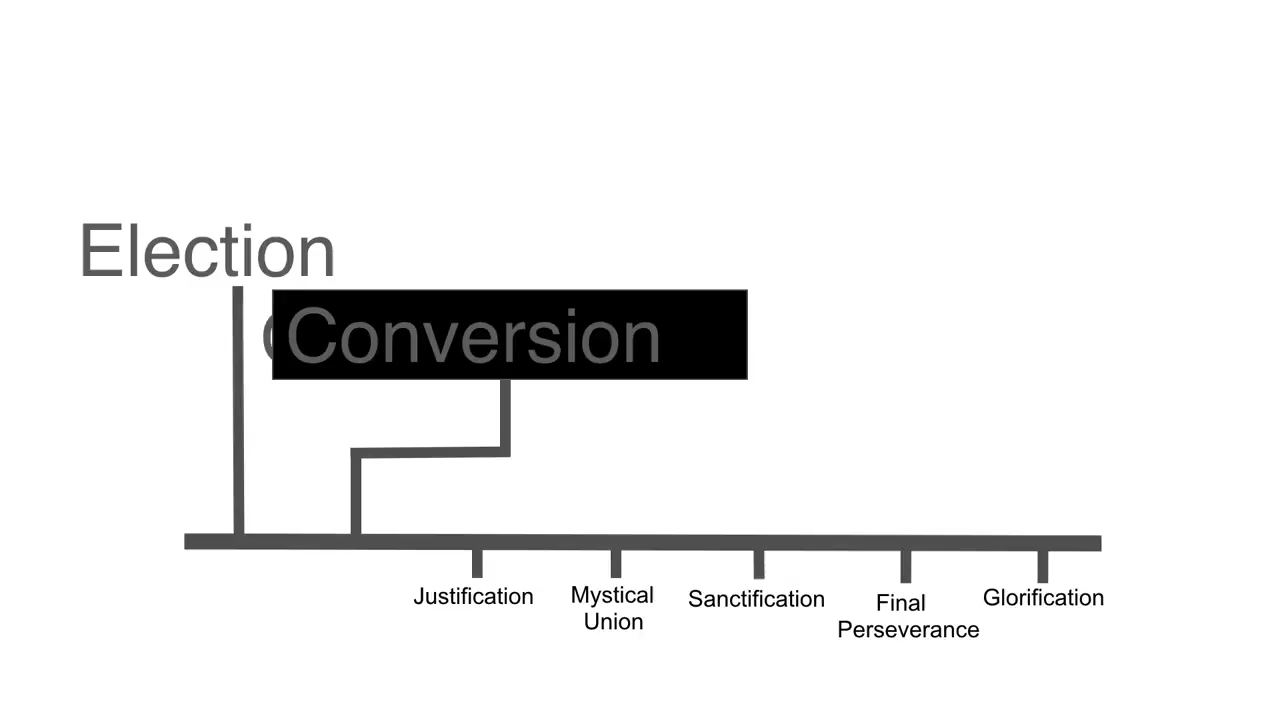 Election
Conversion
Justification
Mystical
Union
Sanctification
Final
Perseverance
Glorification